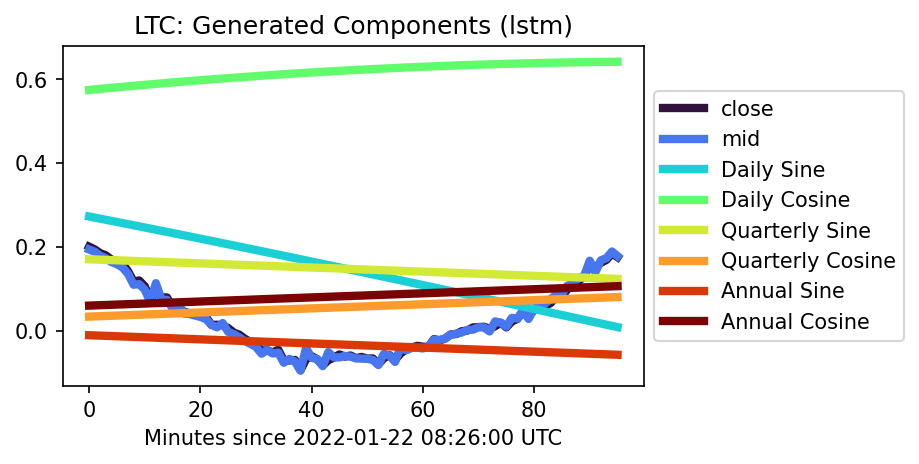 LTC: Generated Components (lstm)
0.6
0.4
0.2
0.0
0 20 40 60 80
Minutes since 2022-01-22 08:26:00 UTC
close
mid
Daily Sine
Daily Cosine
Quarterly Sine
Quarterly Cosine
Annual Sine
Annual Cosine